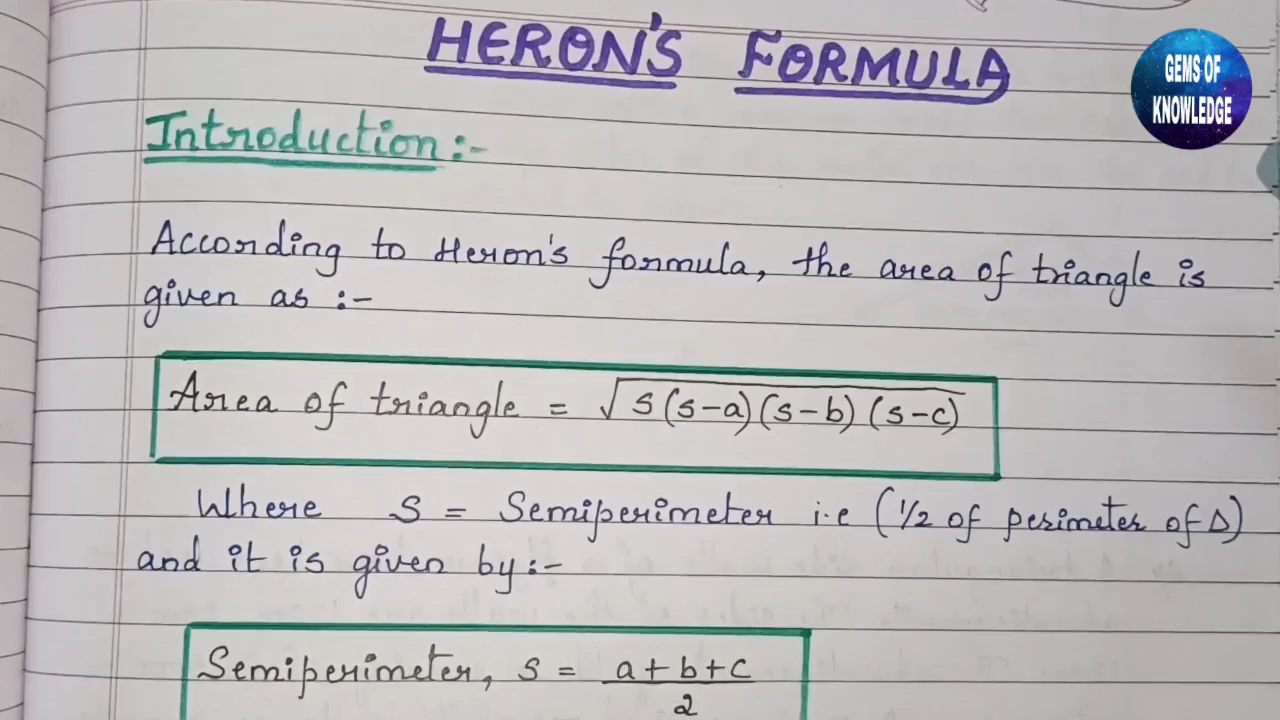 HERON'S FORMULA
GEMS OF
KNOWLEDGE
Introduction :-
According to Heron's formula, the area of triangle is
given as :-
Area of triangle = √s(s-a)(s-b)(s-c)
Where S = Semiperimeter i.e (1/2 of perimeter of Δ)
and it is given by :-
Semiperimeter, s = a+b+c
2